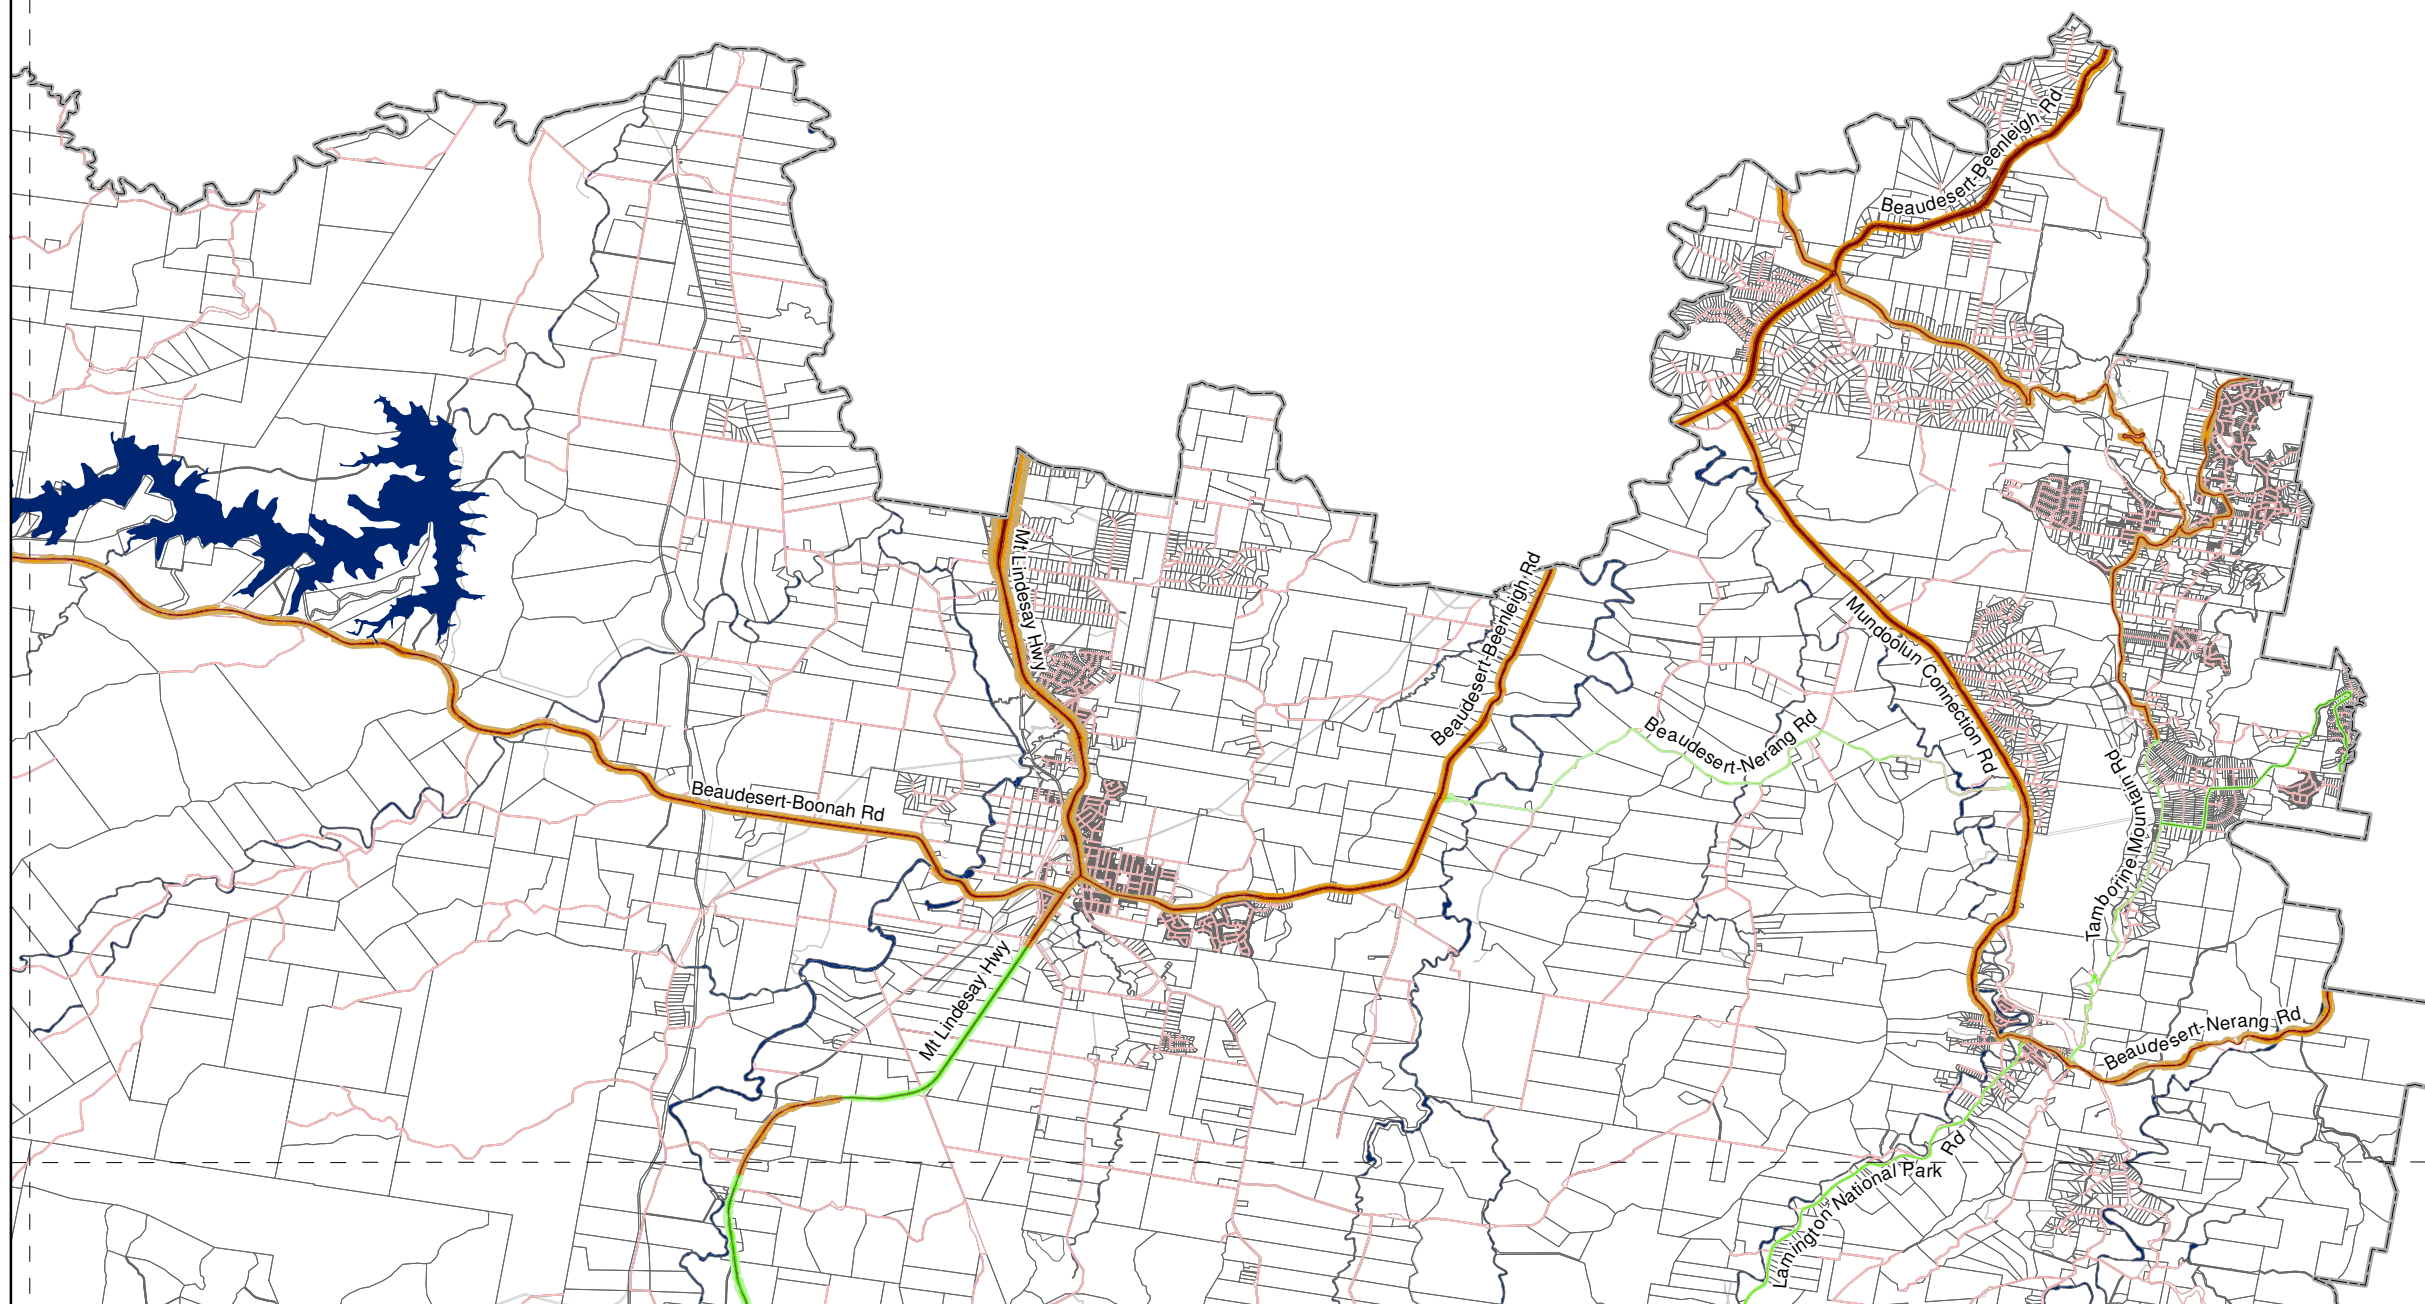 Beaudesert-Beenleigh Rd
Mt Lindesay Hwy
Beaudesert-Beenleigh Rd
Mundoolun Connection Rd
Beaudesert-Nerang Rd
Tamborine Mountain Rd
Beaudesert-Boonah Rd
Mt Lindesay Hwy
Beaudesert-Nerang Rd
Lamington National Park Rd